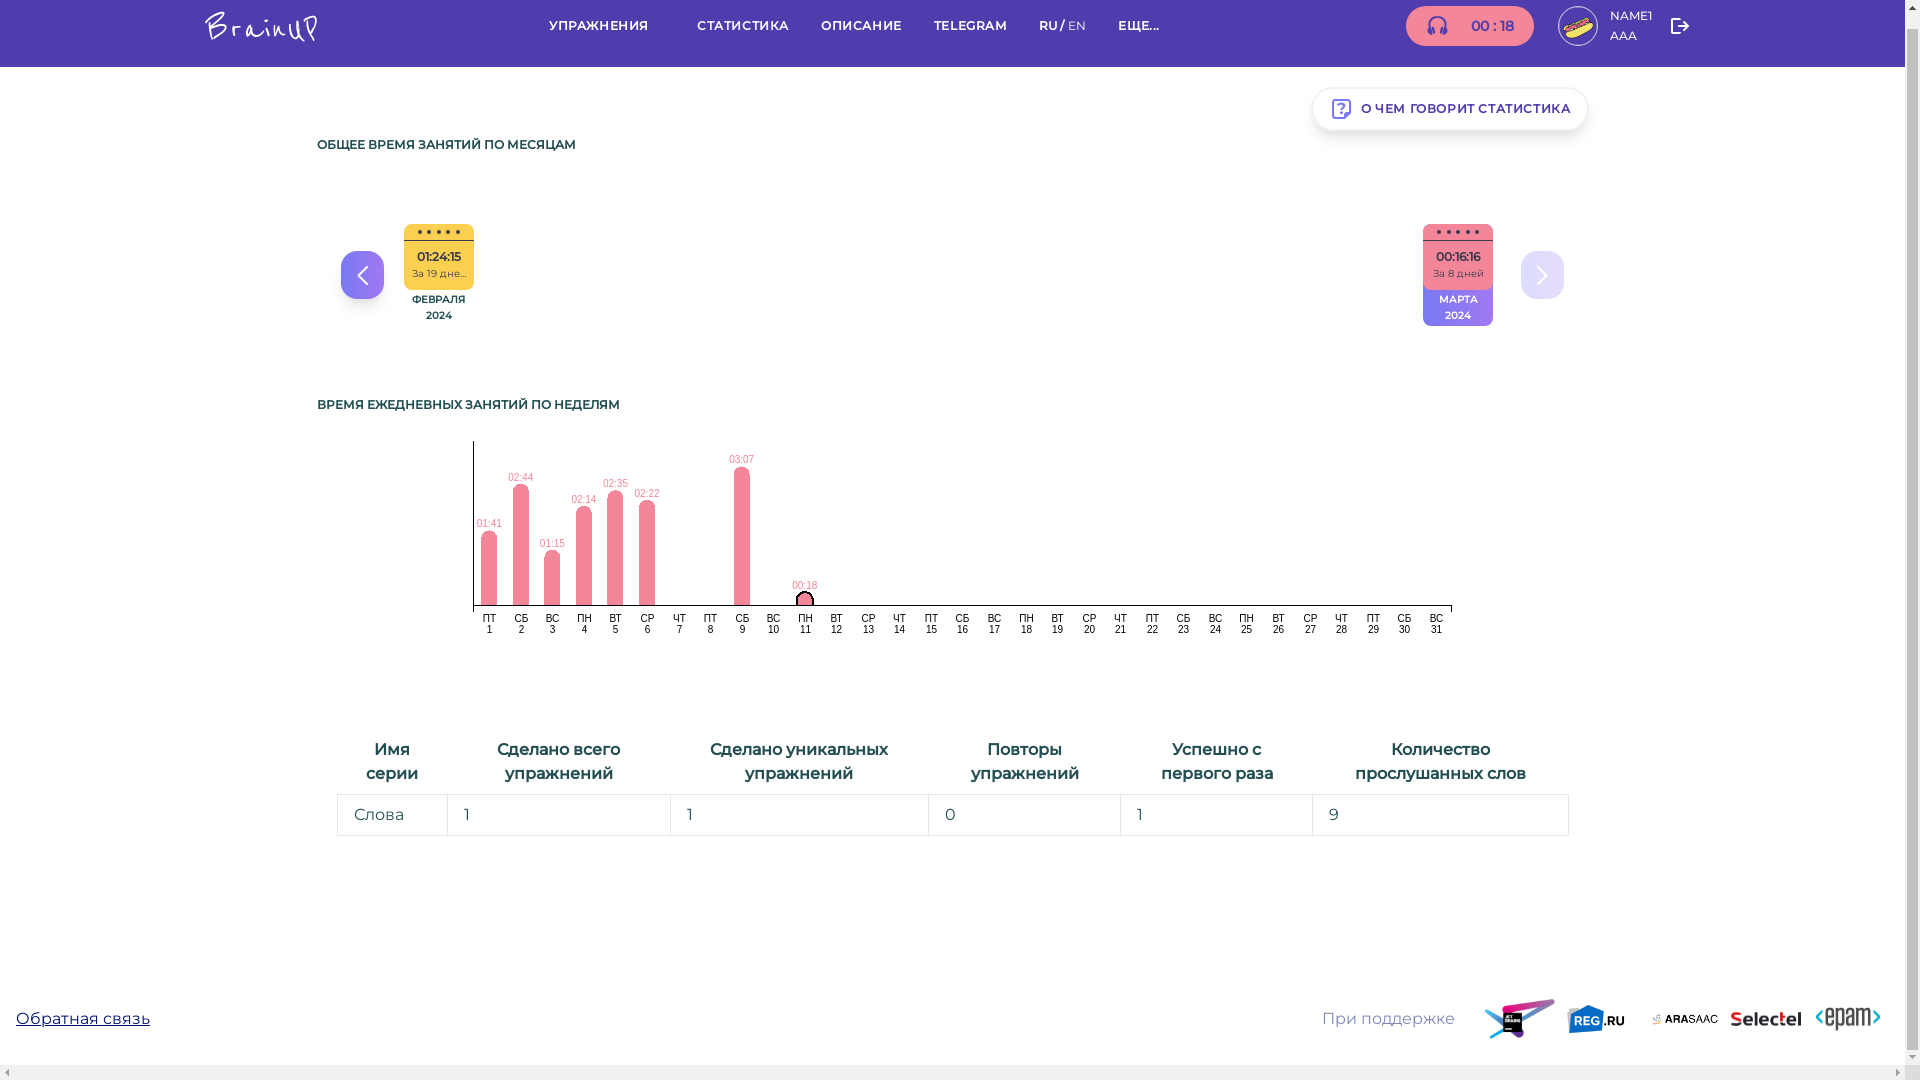 BrainUP
УПРАЖНЕНИЯ СТАТИСТИКА ОПИСАНИЕ TELEGRAM RU / EN ЕЩЕ...
00 : 18
NAME1
AAA
О ЧЕМ ГОВОРИТ СТАТИСТИКА
ОБЩЕЕ ВРЕМЯ ЗАНЯТИЙ ПО МЕСЯЦАМ
01:24:15
За 19 дне...
ФЕВРАЛЯ
2024
00:16:16
За 8 дней
МАРТА
2024
ВРЕМЯ ЕЖЕДНЕВНЫХ ЗАНЯТИЙ ПО НЕДЕЛЯМ
01:41 02:44 01:15 02:14 02:35 02:22 03:07 00:18
ПТ СБ ВС ПН ВТ СР ЧТ ПТ СБ ВС ПН ВТ СР ЧТ ПТ СБ ВС ПН ВТ СР ЧТ ПТ СБ ВС ПН ВТ СР ЧТ ПТ СБ ВС
1 2 3 4 5 6 7 8 9 10 11 12 13 14 15 16 17 18 19 20 21 22 23 24 25 26 27 28 29 30 31
Имя серии
Сделано всего упражнений
Сделано уникальных упражнений
Повторы упражнений
Успешно с первого раза
Количество прослушанных слов
Слова 1 1 0 1 9
Обратная связь
При поддержке
JET BRAINS
REG.RU
ARASAAC
Selectel
<epam>